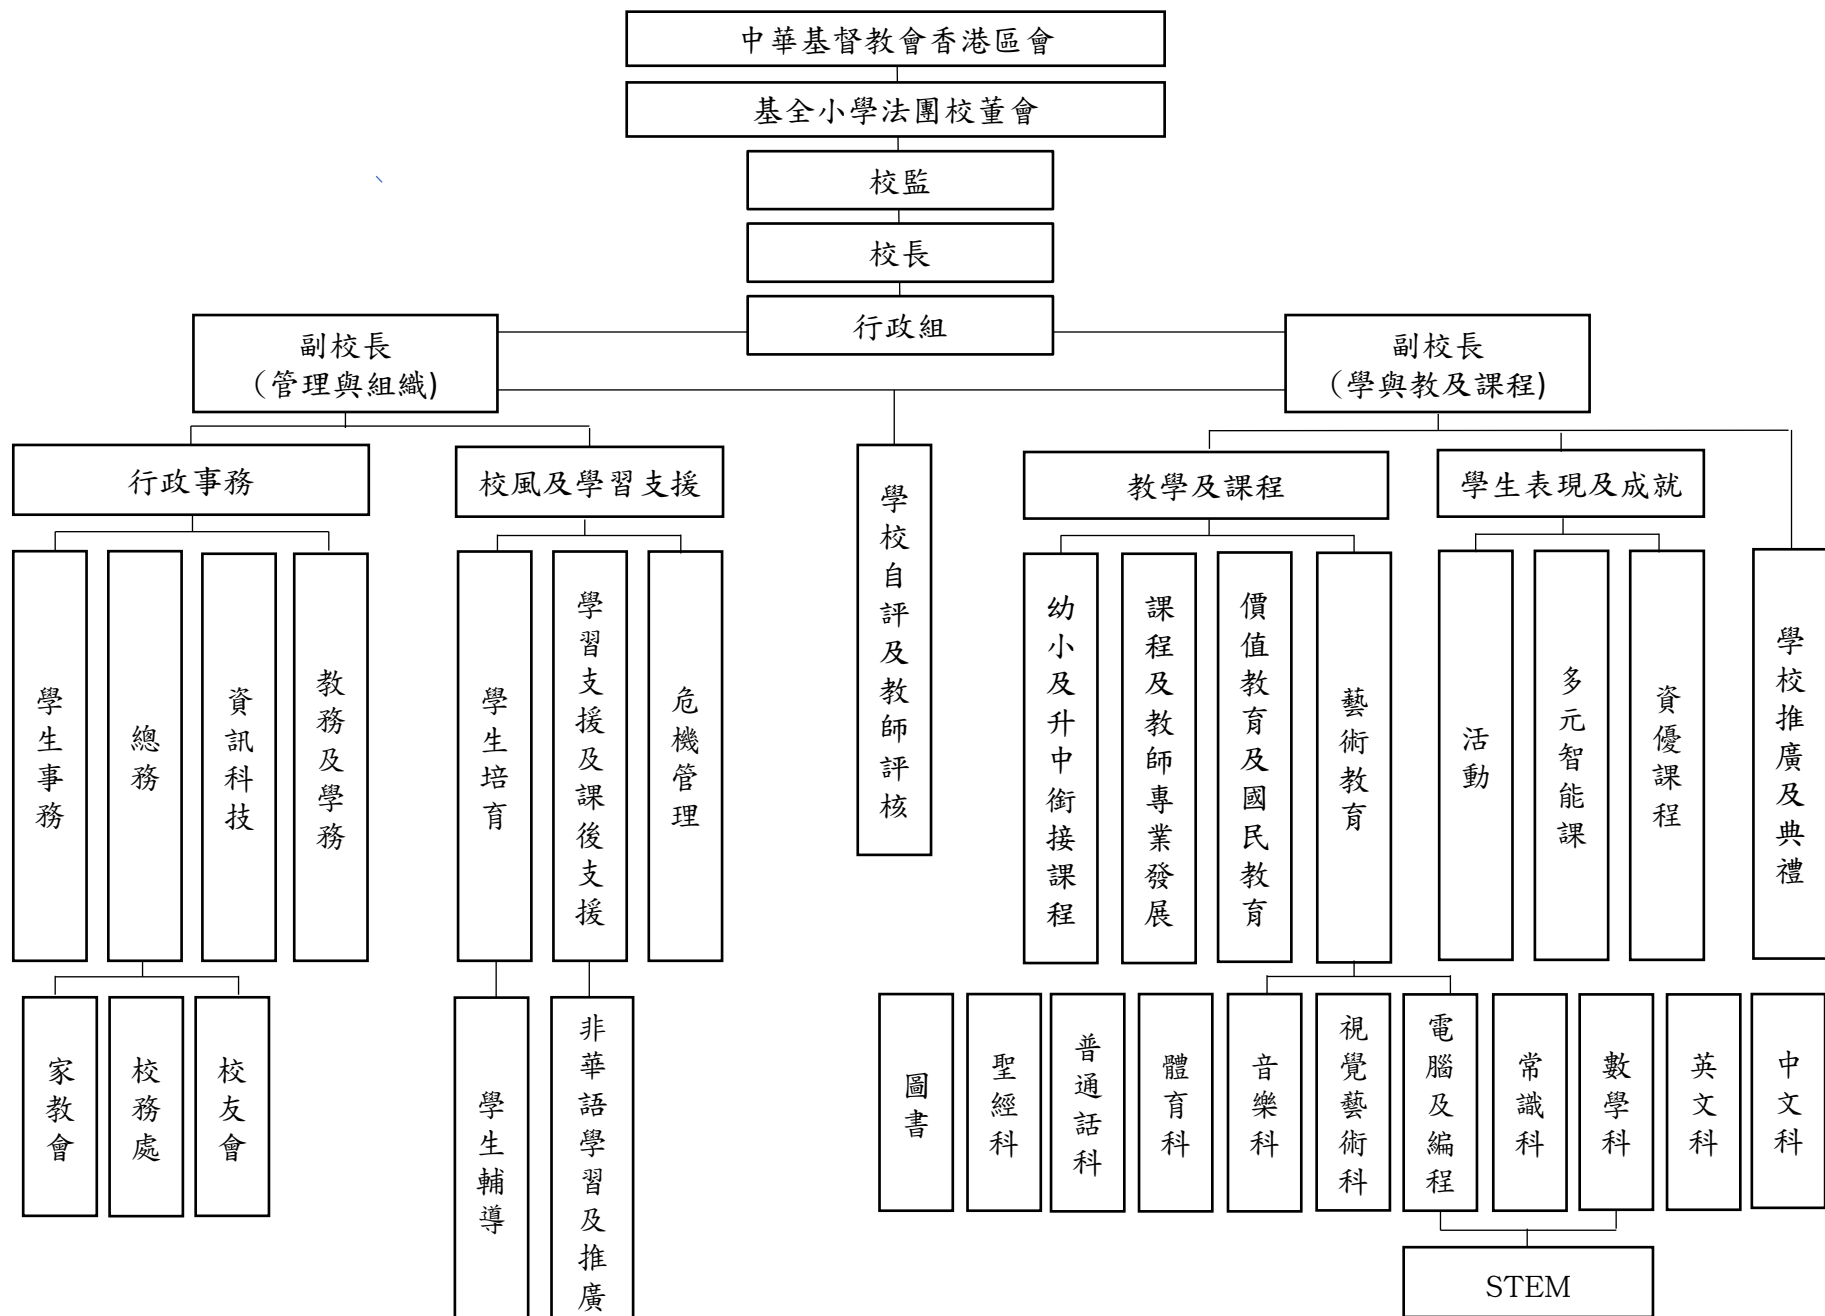 中華基督教會香港區會
基全小學法團校董會
、
校監
校長
行政組
副校長
（管理與組織)
副校長
（學與教及課程)
行政事務
校風及學習支援
學校自評及教師評核
教學及課程
學生表現及成就
學校推廣及典禮
學生事務
總務
資訊科技
教務及學務
學生培育
學習支援及課後支援
危機管理
幼小及升中銜接課程
課程及教師專業發展
價值教育及國民教育
藝術教育
活動
多元智能課
資優課程
家教會
校務處
校友會
學生輔導
非華語學習及推廣
圖書
聖經科
普通話科
體育科
音樂科
視覺藝術科
電腦及編程
常識科
數學科
英文科
中文科
STEM